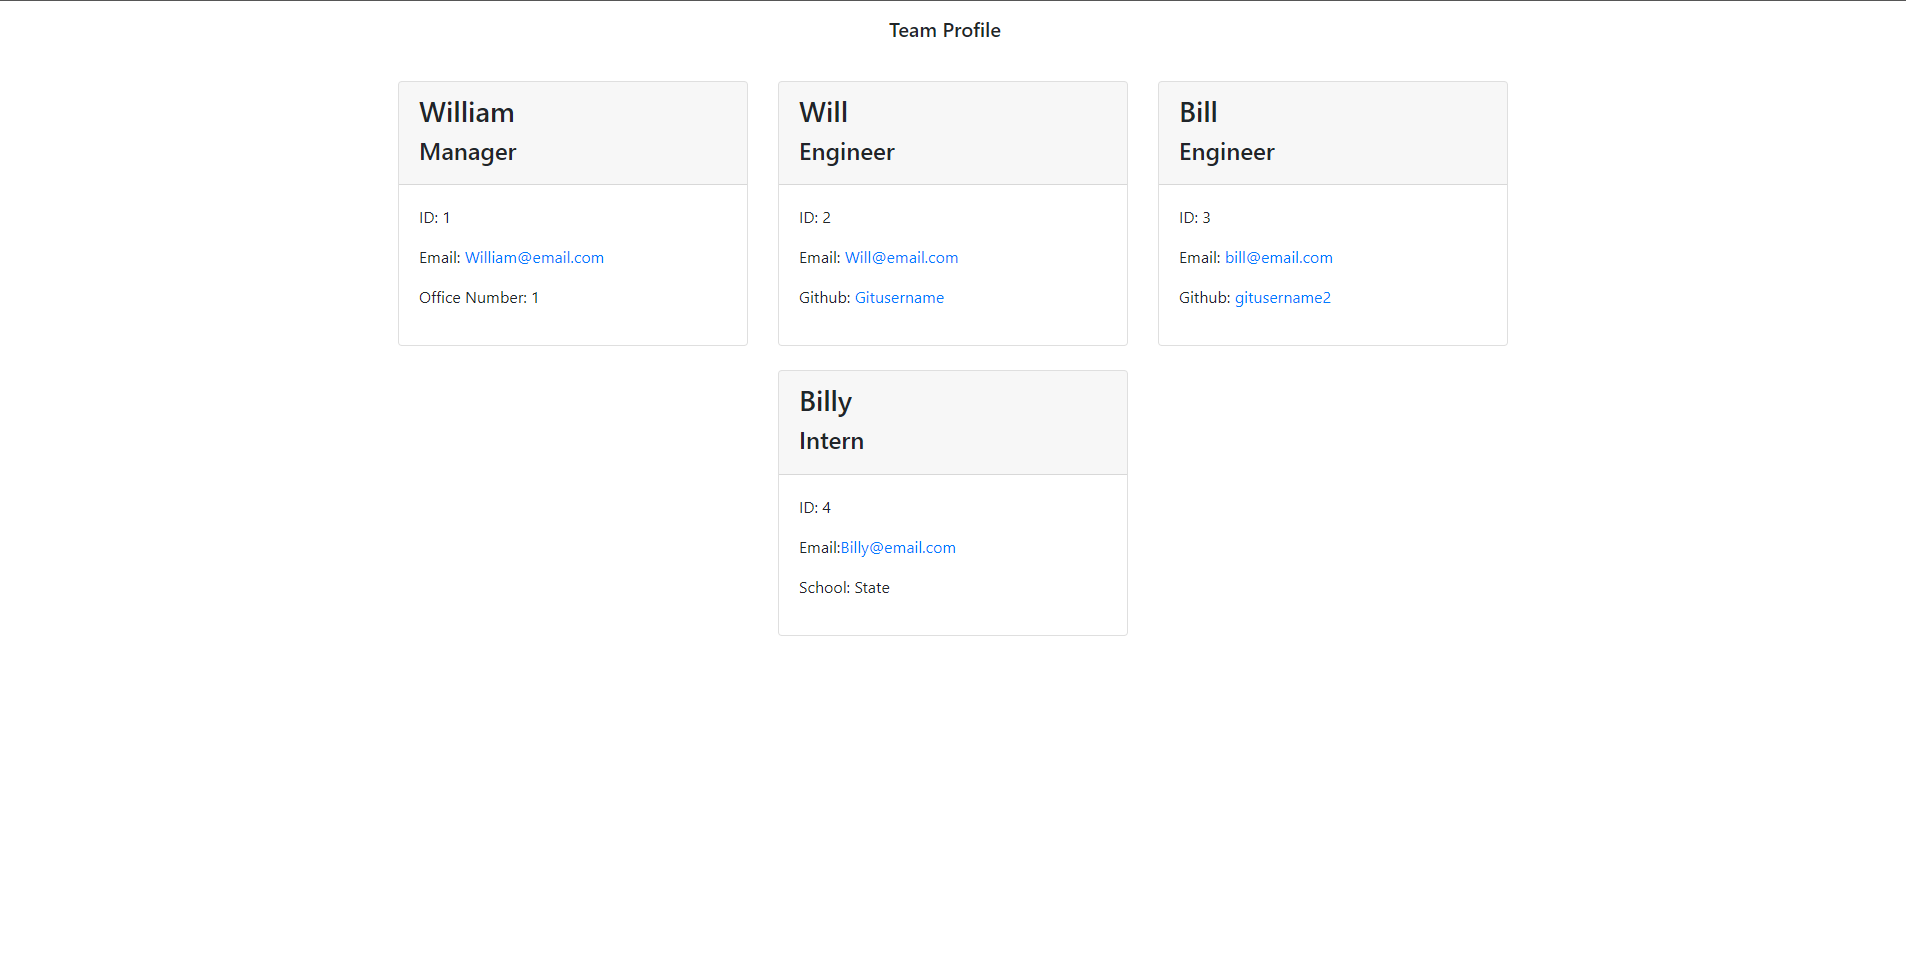 Team Profile
William
Manager
ID: 1
Email: William@email.com
Office Number: 1
Will
Engineer
ID: 2
Email: Will@email.com
Github: Gitusername
Bill
Engineer
ID: 3
Email: bill@email.com
Github: gitusername2
Billy
Intern
ID: 4
Email:Billy@email.com
School: State